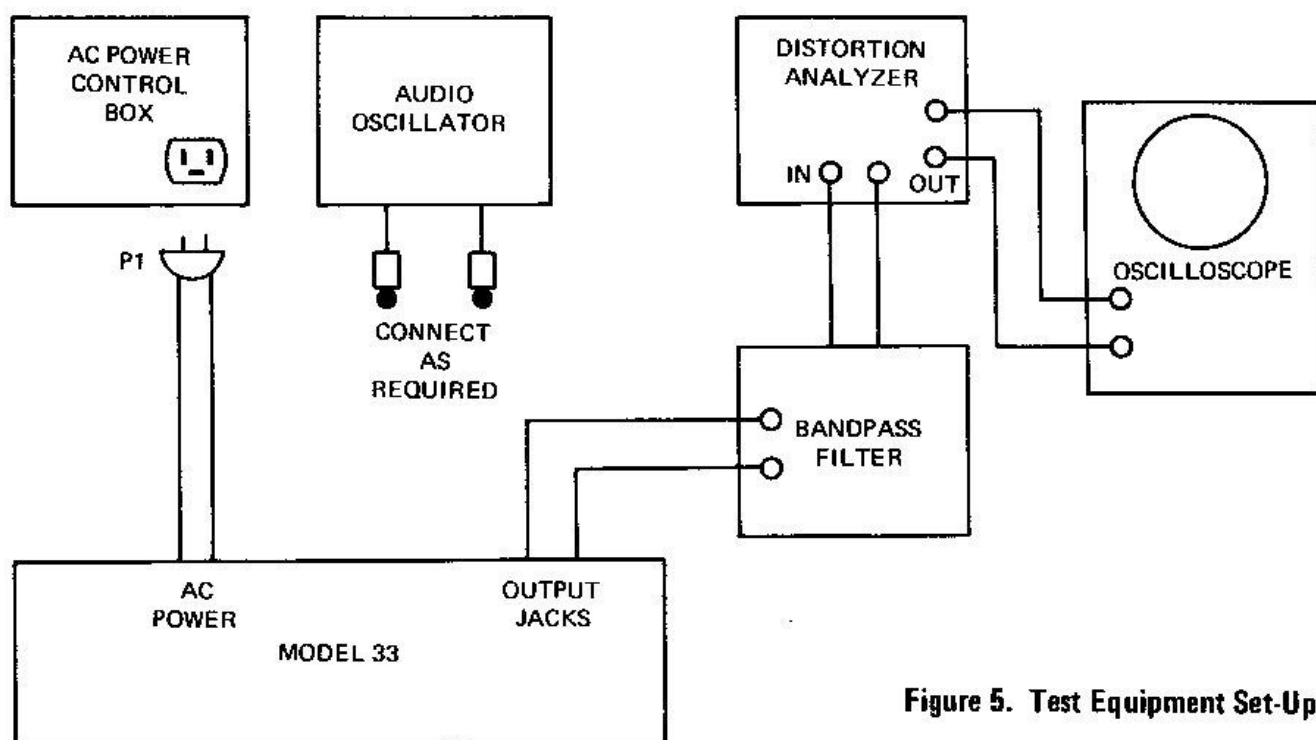 AC POWER
CONTROL
BOX
AUDIO
OSCILLATOR
DISTORTION
ANALYZER
IN
OUT
OSCILLOSCOPE
P1
CONNECT
AS
REQUIRED
BANDPASS
FILTER
AC
POWER
OUTPUT
JACKS
MODEL 33
Figure 5. Test Equipment Set-Up